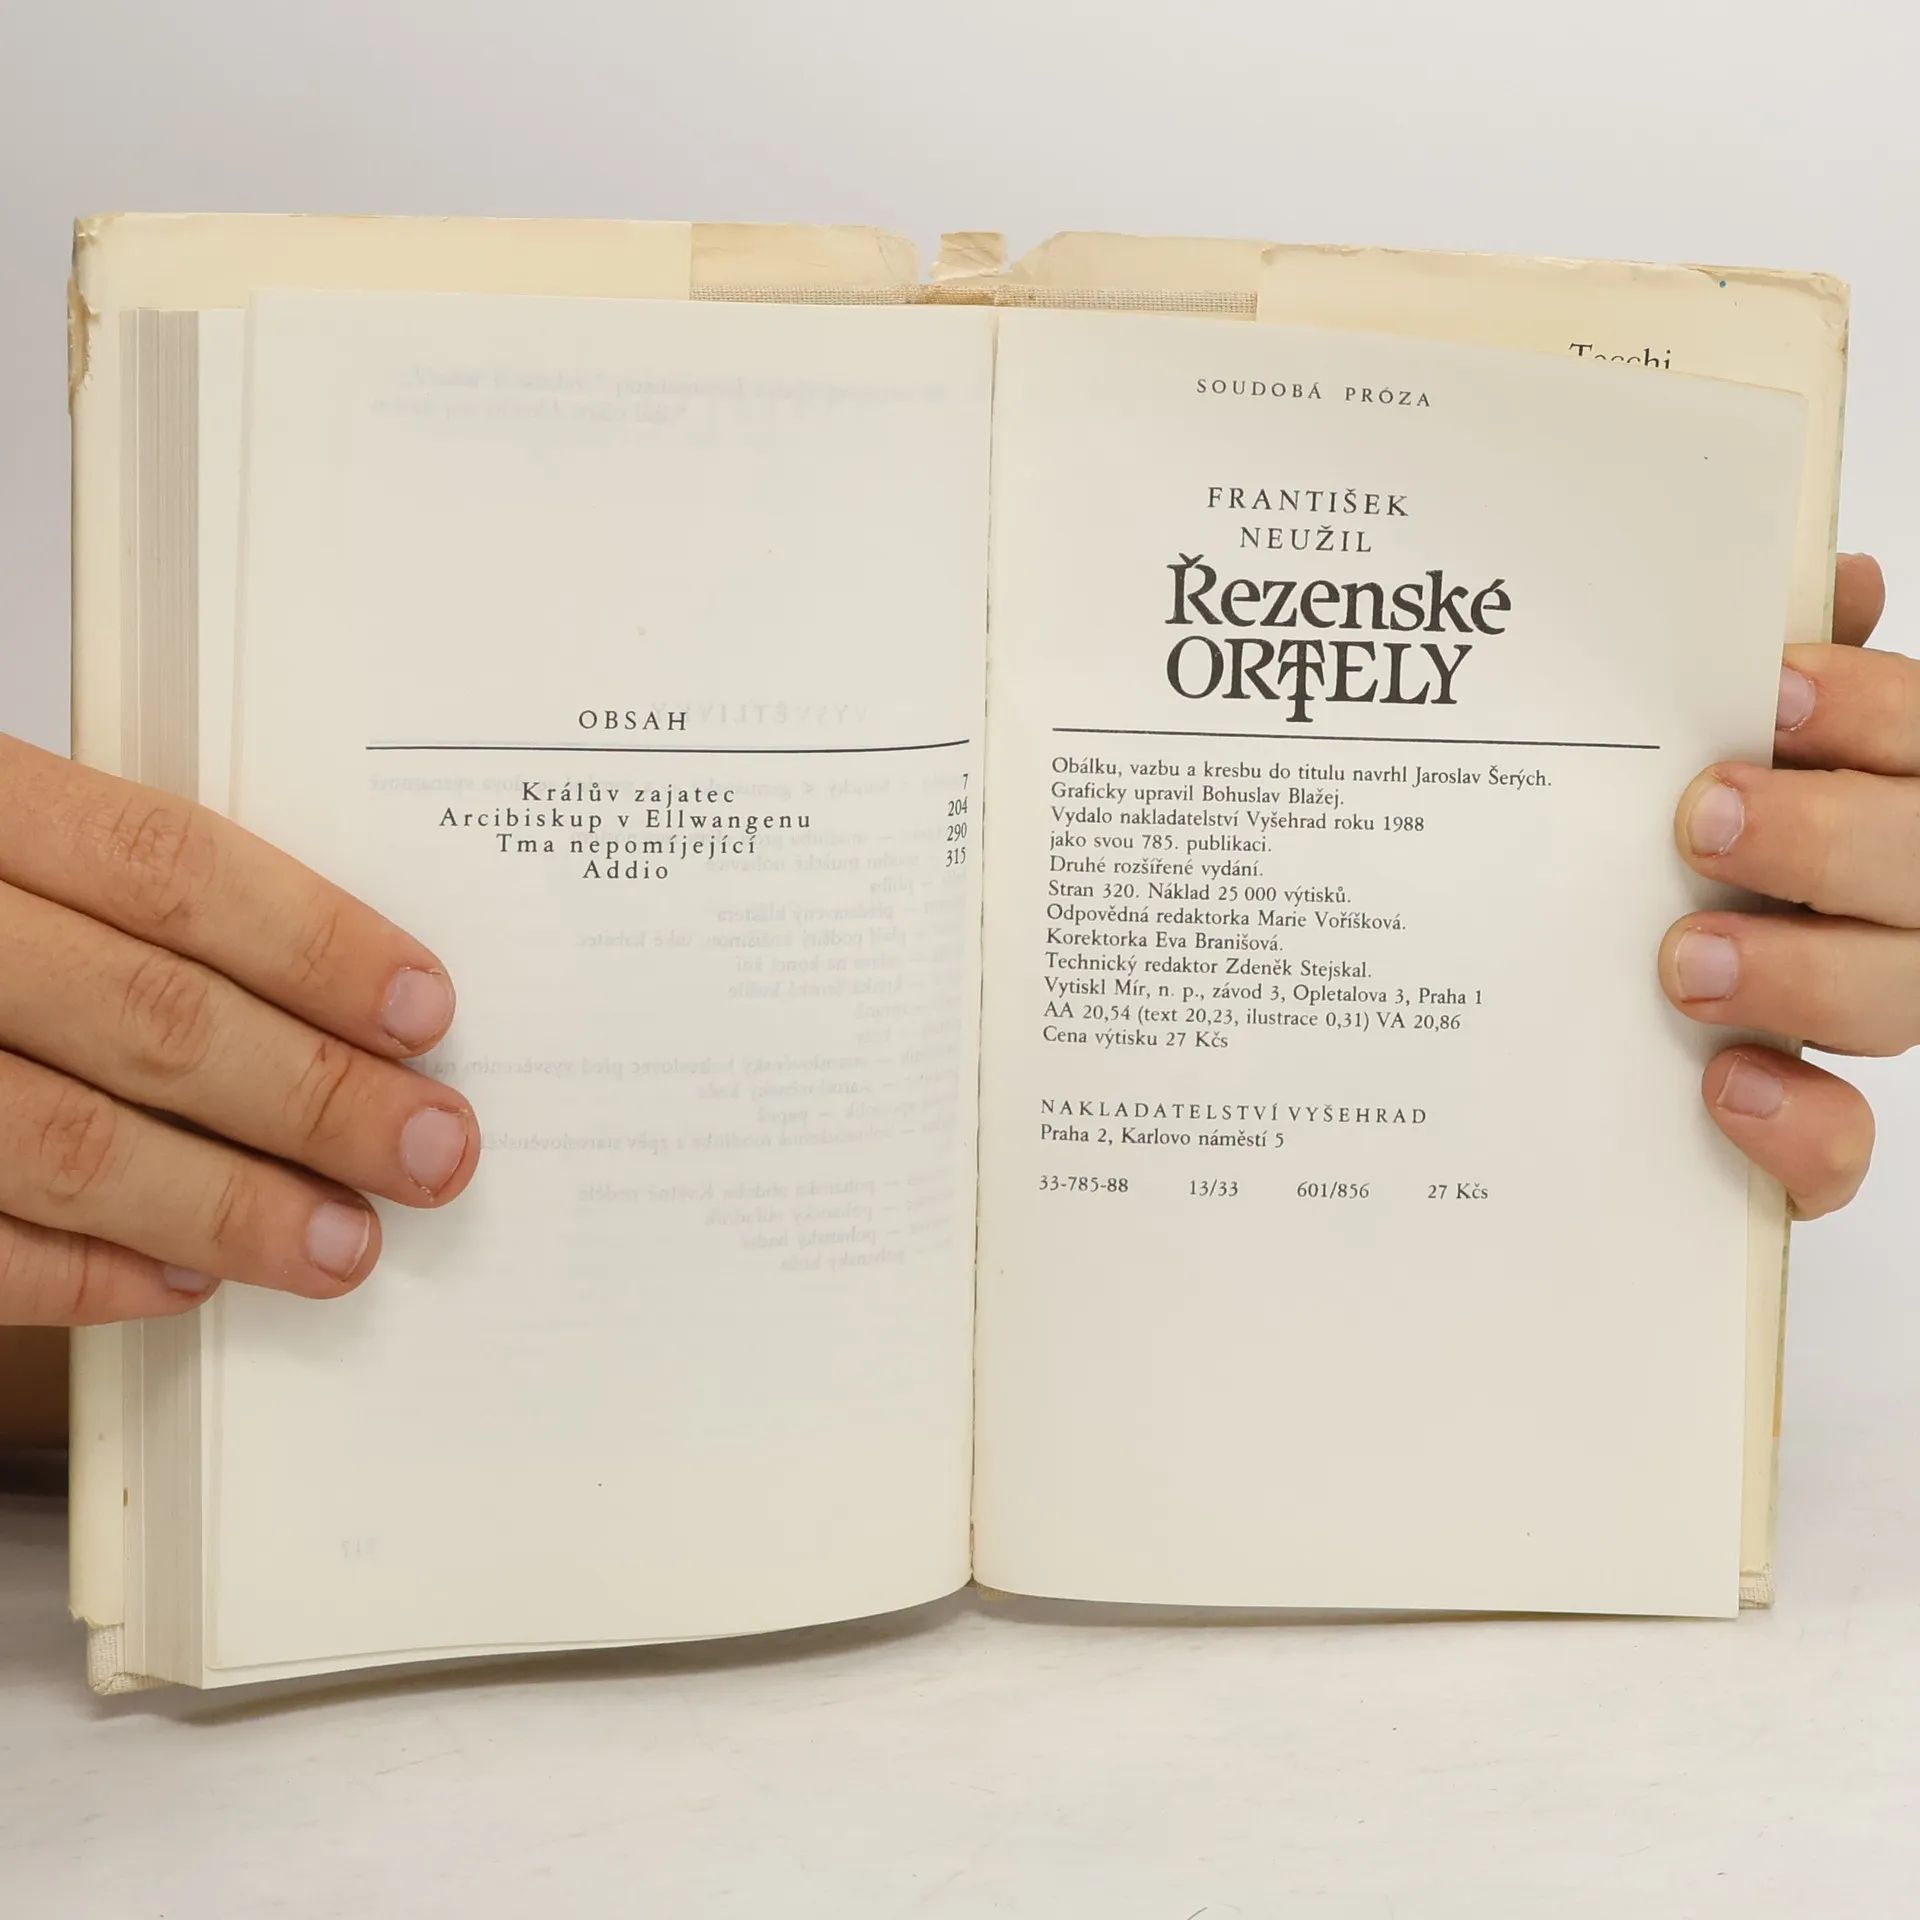 OBSAH
Králův zajatec 7
Arcibiskup v Ellwangenu 204
Tma nepomíjející 290
Addio 315
SOUDOBÁ PRÓZA
FRANTIŠEK
NEUŽIL
Řezenské
ORTELY
Obálku, vazbu a kresbu do titulu navrhl Jaroslav Šerých.
Graficky upravil Bohuslav Blažej.
Vydalo nakladatelství Vyšehrad roku 1988
jako svou 785. publikaci.
Druhé rozšířené vydání.
Stran 320. Náklad 25 000 výtisků.
Odpovědná redaktorka Marie Voříšková.
Korektorka Eva Branišová.
Technický redaktor Zdeněk Stejskal.
Vytiskl Mír, n. p., závod 3, Opletalova 3, Praha 1
AA 20,54 (text 20,23, ilustrace 0,31) VA 20,86
Cena výtisku 27 Kčs
NAKLADATELSTVÍ VYŠEHRAD
Praha 2, Karlovo náměstí 5
33-785-88 13/33 601/856 27 Kčs